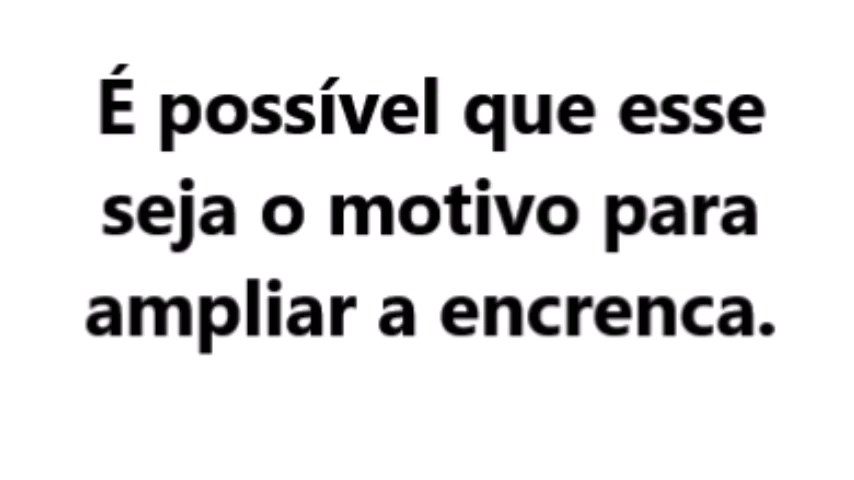 É possível que esse
seja o motivo para
ampliar a encrenca.